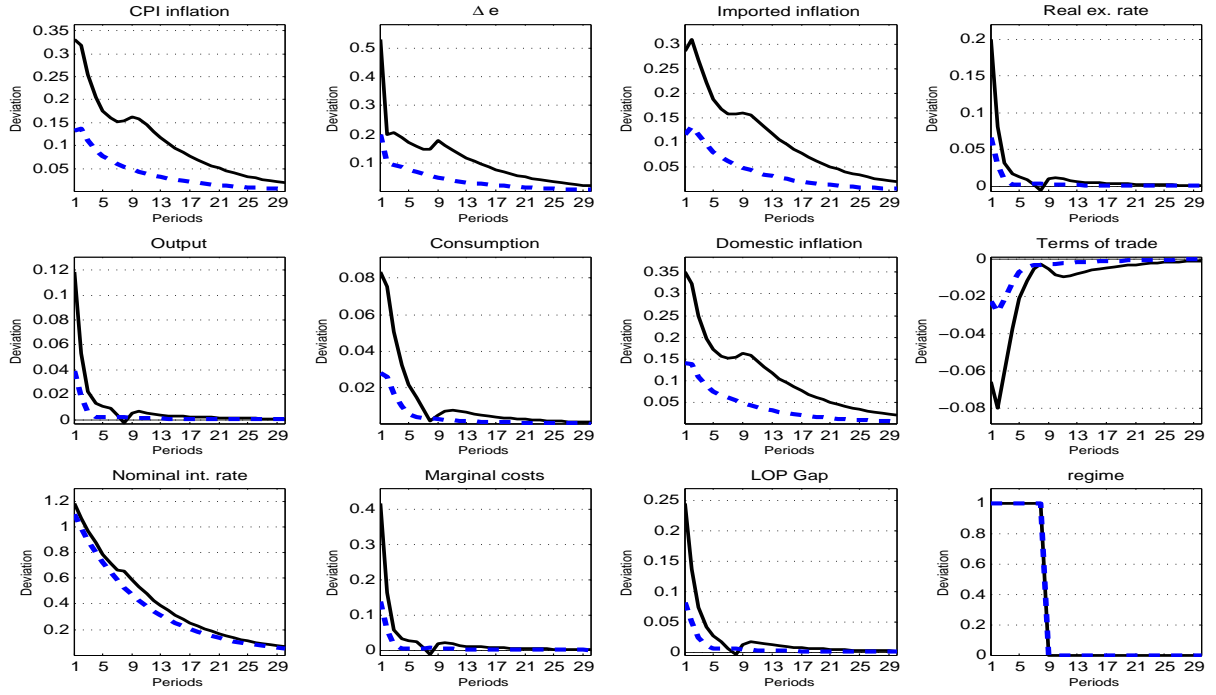 CPI inflation
Deviation
0.35
0.3
0.25
0.2
0.15
0.1
0.05
1 5 9 13 17 21 25 29
Periods
Δ e
Deviation
0.5
0.4
0.3
0.2
0.1
1 5 9 13 17 21 25 29
Periods
Imported inflation
Deviation
0.3
0.25
0.2
0.15
0.1
0.05
1 5 9 13 17 21 25 29
Periods
Real ex. rate
Deviation
0.2
0.15
0.1
0.05
0
1 5 9 13 17 21 25 29
Periods
Output
Deviation
0.12
0.1
0.08
0.06
0.04
0.02
0
1 5 9 13 17 21 25 29
Periods
Consumption
Deviation
0.08
0.06
0.04
0.02
1 5 9 13 17 21 25 29
Periods
Domestic inflation
Deviation
0.35
0.3
0.25
0.2
0.15
0.1
0.05
1 5 9 13 17 21 25 29
Periods
Terms of trade
Deviation
0
−0.02
−0.04
−0.06
−0.08
1 5 9 13 17 21 25 29
Periods
Nominal int. rate
Deviation
1.2
1
0.8
0.6
0.4
0.2
1 5 9 13 17 21 25 29
Periods
Marginal costs
Deviation
0.4
0.3
0.2
0.1
0
1 5 9 13 17 21 25 29
Periods
LOP Gap
Deviation
0.25
0.2
0.15
0.1
0.05
0
1 5 9 13 17 21 25 29
Periods
regime
Deviation
1
0.8
0.6
0.4
0.2
0
1 5 9 13 17 21 25 29
Periods